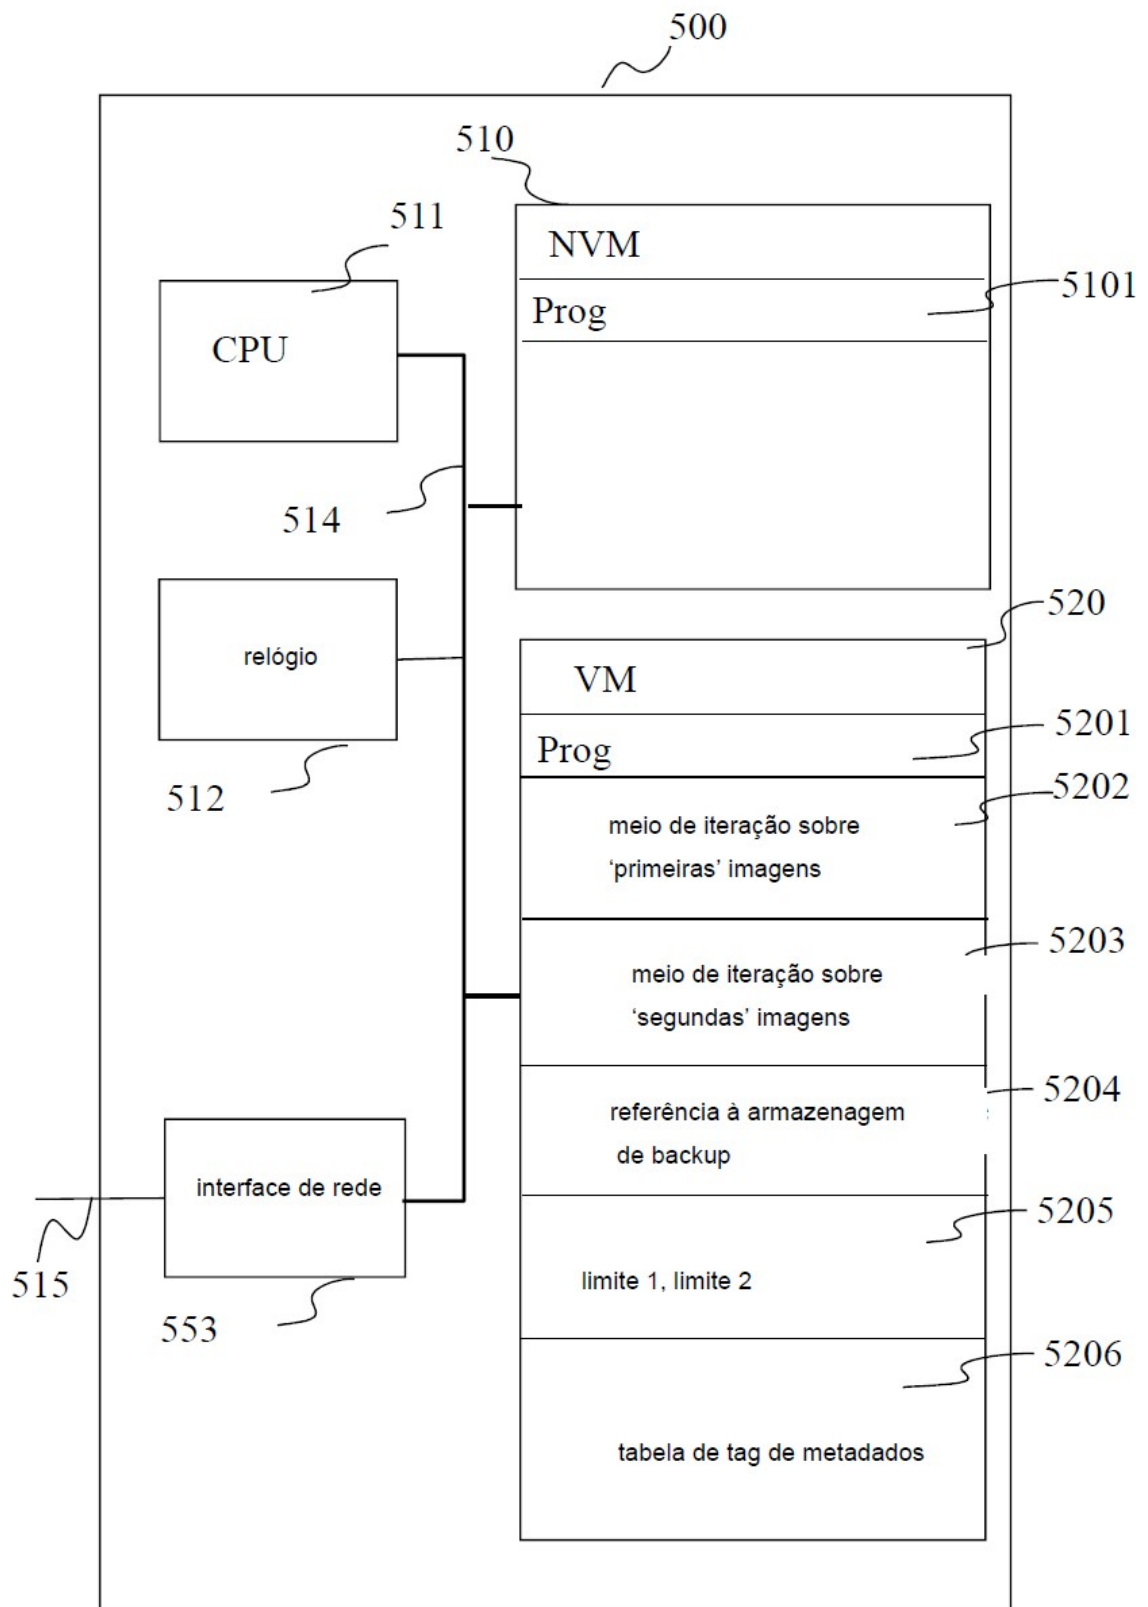 500
510
511
NVM
5101
Prog
CPU
514
520
relógio
VM
5201
Prog
512
5202
meio de iteração sobre
‘primeiras’ imagens
5203
meio de iteração sobre
‘segundas’ imagens
5204
referência à armazenagem
de backup
interface de rede
5205
515
limite 1, limite 2
553
5206
tabela de tag de metadados